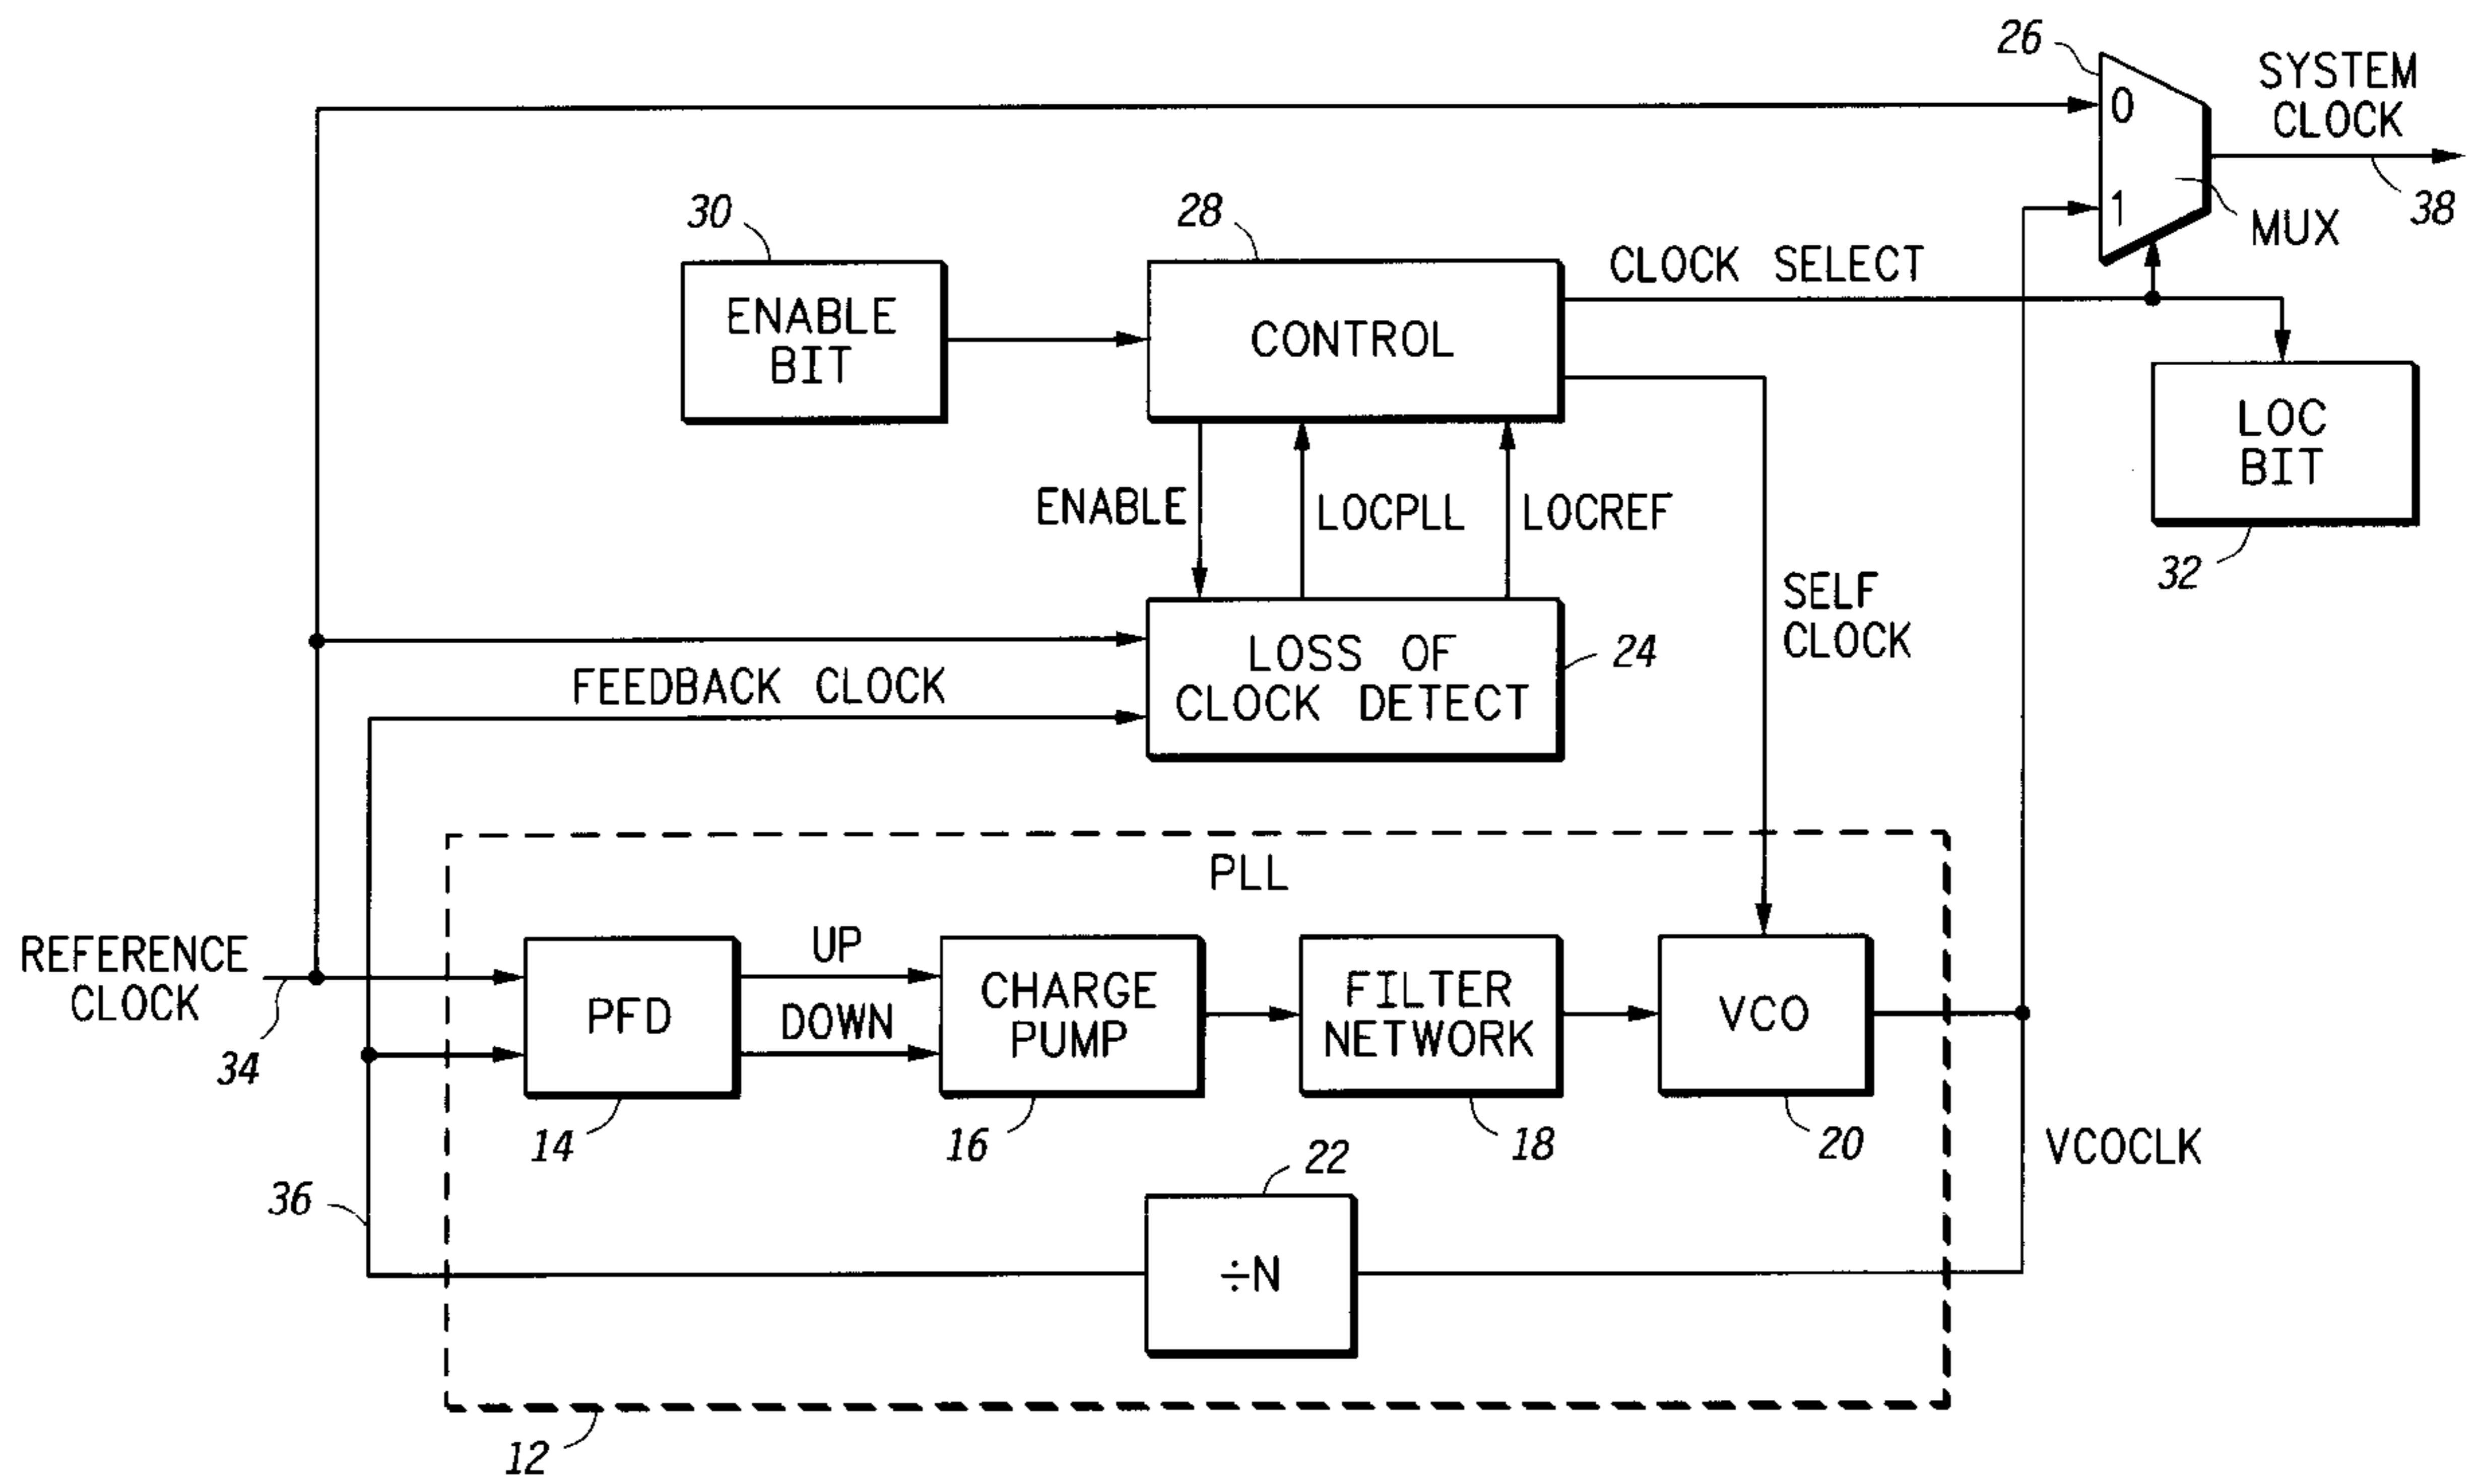 26
SYSTEM
CLOCK
0
1
38
MUX
30
28
CLOCK SELECT
ENABLE
BIT
CONTROL
LOC
BIT
32
ENABLE
LOCPLL
LOCREF
SELF
CLOCK
LOSS OF
CLOCK DETECT
24
FEEDBACK CLOCK
PLL
REFERENCE
CLOCK
34
PFD
14
UP
DOWN
CHARGE
PUMP
16
FILTER
NETWORK
18
VCO
20
VCOCLK
22
÷N
36
12